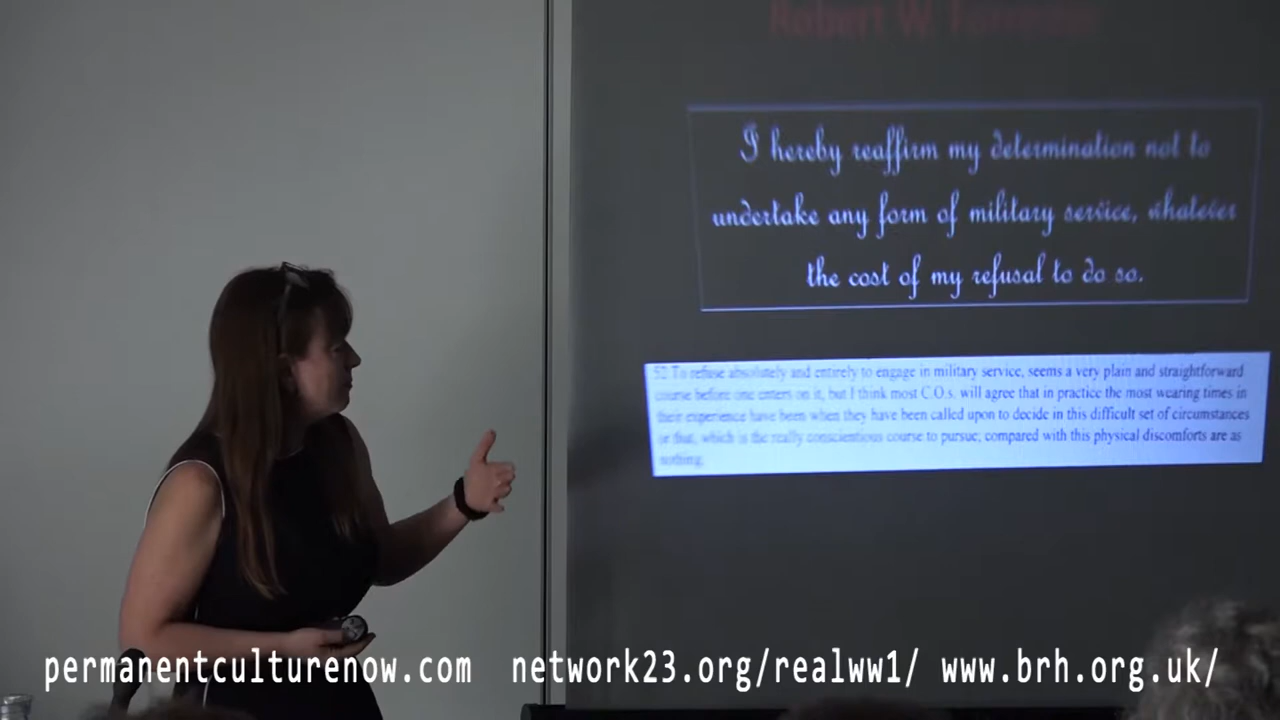 Robert W.
I hereby reaffirm my determination not to
undertake any form of military service, whatever
the cost of my refusal to do so.
52 To refuse absolutely and entirely to engage in military service, seems a very plain and straightforward
course before one enters on it, but I think most C.O.s. will agree that in practice the most wearing times in
their experience have been when they have been called upon to decide in this difficult set of circumstances
or that, which is the really conscientious course to pursue; compared with this physical discomforts are as
nothing.
permanentculturenow.com network23.org/realww1/ www.brh.org.uk/